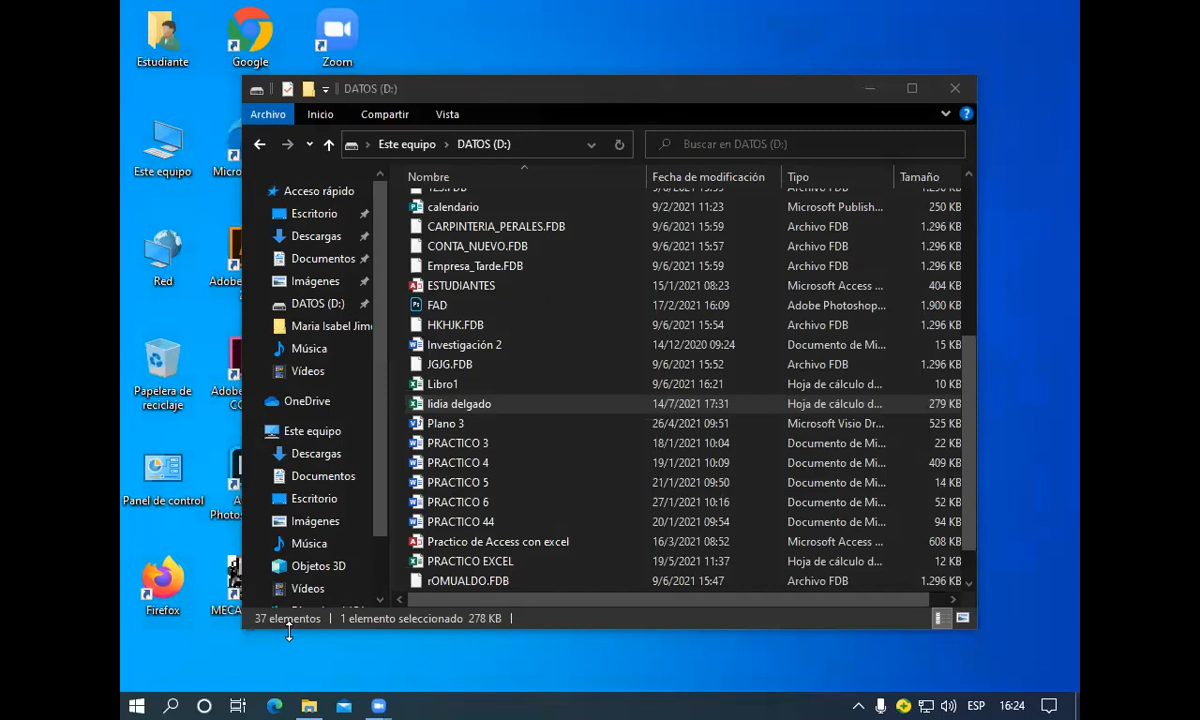 Estudiante
Google
Zoom
Este equipo
Micro
Red
Adobe
2
Papelera de
reciclaje
Adobe
CC
Panel de control
A
Photos
Firefox
MECA
DATOS (D:)
Archivo
Inicio
Compartir
Vista
Este equipo > DATOS (D:)
Buscar en DATOS (D:)
Acceso rápido
Escritorio
Descargas
Documentos
Imágenes
DATOS (D:)
Maria Isabel Jime
Música
Vídeos
OneDrive
Este equipo
Descargas
Documentos
Escritorio
Imágenes
Música
Objetos 3D
Vídeos
Nombre Fecha de modificación Tipo Tamaño
calendario 9/2/2021 11:23 Microsoft Publish... 250 KB
CARPINTERIA_PERALES.FDB 9/6/2021 15:59 Archivo FDB 1.296 KB
CONTA_NUEVO.FDB 9/6/2021 15:57 Archivo FDB 1.296 KB
Empresa_Tarde.FDB 9/6/2021 15:59 Archivo FDB 1.296 KB
ESTUDIANTES 15/1/2021 08:23 Microsoft Access ... 404 KB
FAD 17/2/2021 16:09 Adobe Photoshop... 1.900 KB
HKHJK.FDB 9/6/2021 15:54 Archivo FDB 1.296 KB
Investigación 2 14/12/2020 09:24 Documento de Mi... 15 KB
JGJG.FDB 9/6/2021 15:52 Archivo FDB 1.296 KB
Libro1 9/6/2021 16:21 Hoja de cálculo d... 10 KB
lidia delgado 14/7/2021 17:31 Hoja de cálculo d... 279 KB
Plano 3 26/4/2021 09:51 Microsoft Visio Dr... 525 KB
PRACTICO 3 18/1/2021 10:04 Documento de Mi... 22 KB
PRACTICO 4 19/1/2021 10:09 Documento de Mi... 409 KB
PRACTICO 5 21/1/2021 09:50 Documento de Mi... 14 KB
PRACTICO 6 27/1/2021 10:16 Documento de Mi... 52 KB
PRACTICO 44 20/1/2021 09:54 Documento de Mi... 94 KB
Practico de Access con excel 16/3/2021 08:52 Microsoft Access ... 608 KB
PRACTICO EXCEL 19/5/2021 11:37 Hoja de cálculo d... 12 KB
rOMUALDO.FDB 9/6/2021 15:47 Archivo FDB 1.296 KB
37 elementos | 1 elemento seleccionado 278 KB |
ESP 16:24